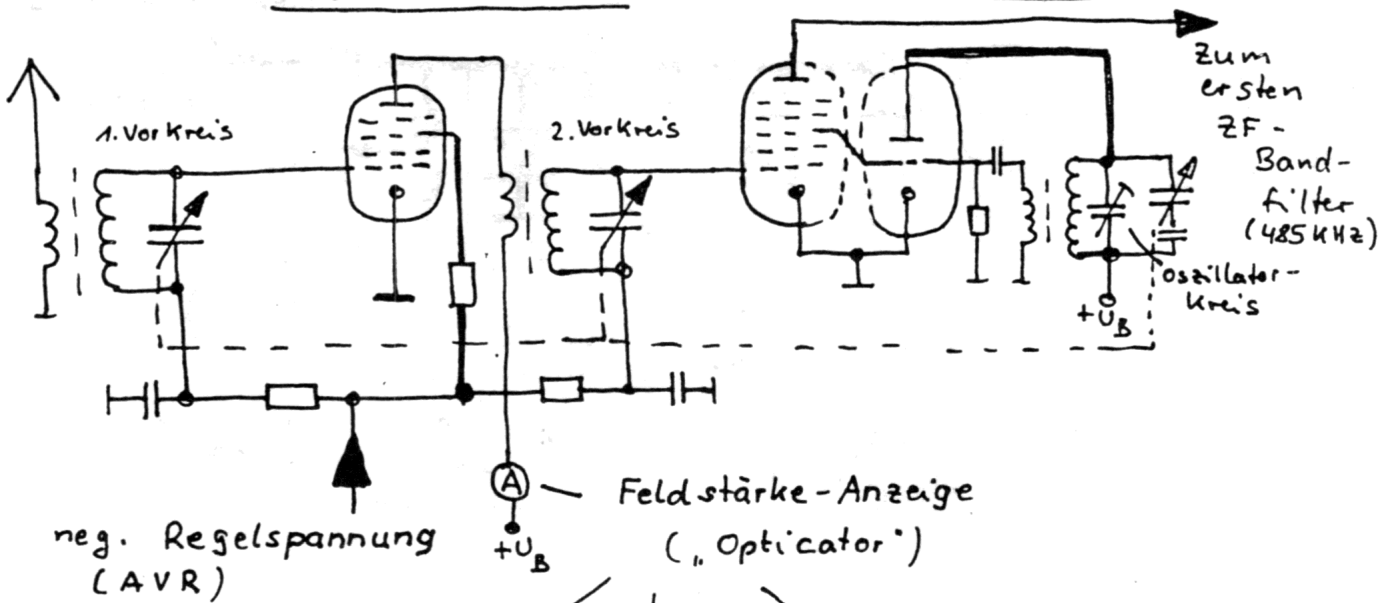 1. Vorkreis
2. Vorkreis
Zum
ersten
ZF -
Band-
filter
(485 KHz)
Oszillator-
Kreis
+UB
A
Feldstärke-Anzeige
(„Opticator")
+UB
neg. Regelspannung
(AVR)